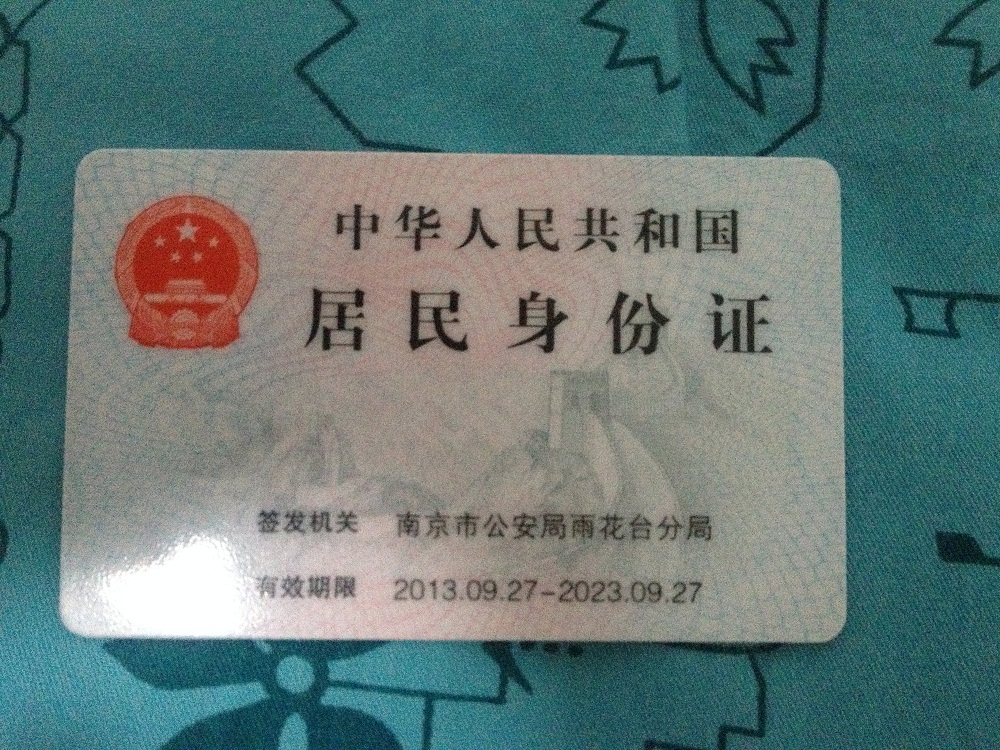 中华人民共和国
居民身份证
签发机关 南京市公安局雨花台分局
有效期限 2013.09.27-2023.09.27